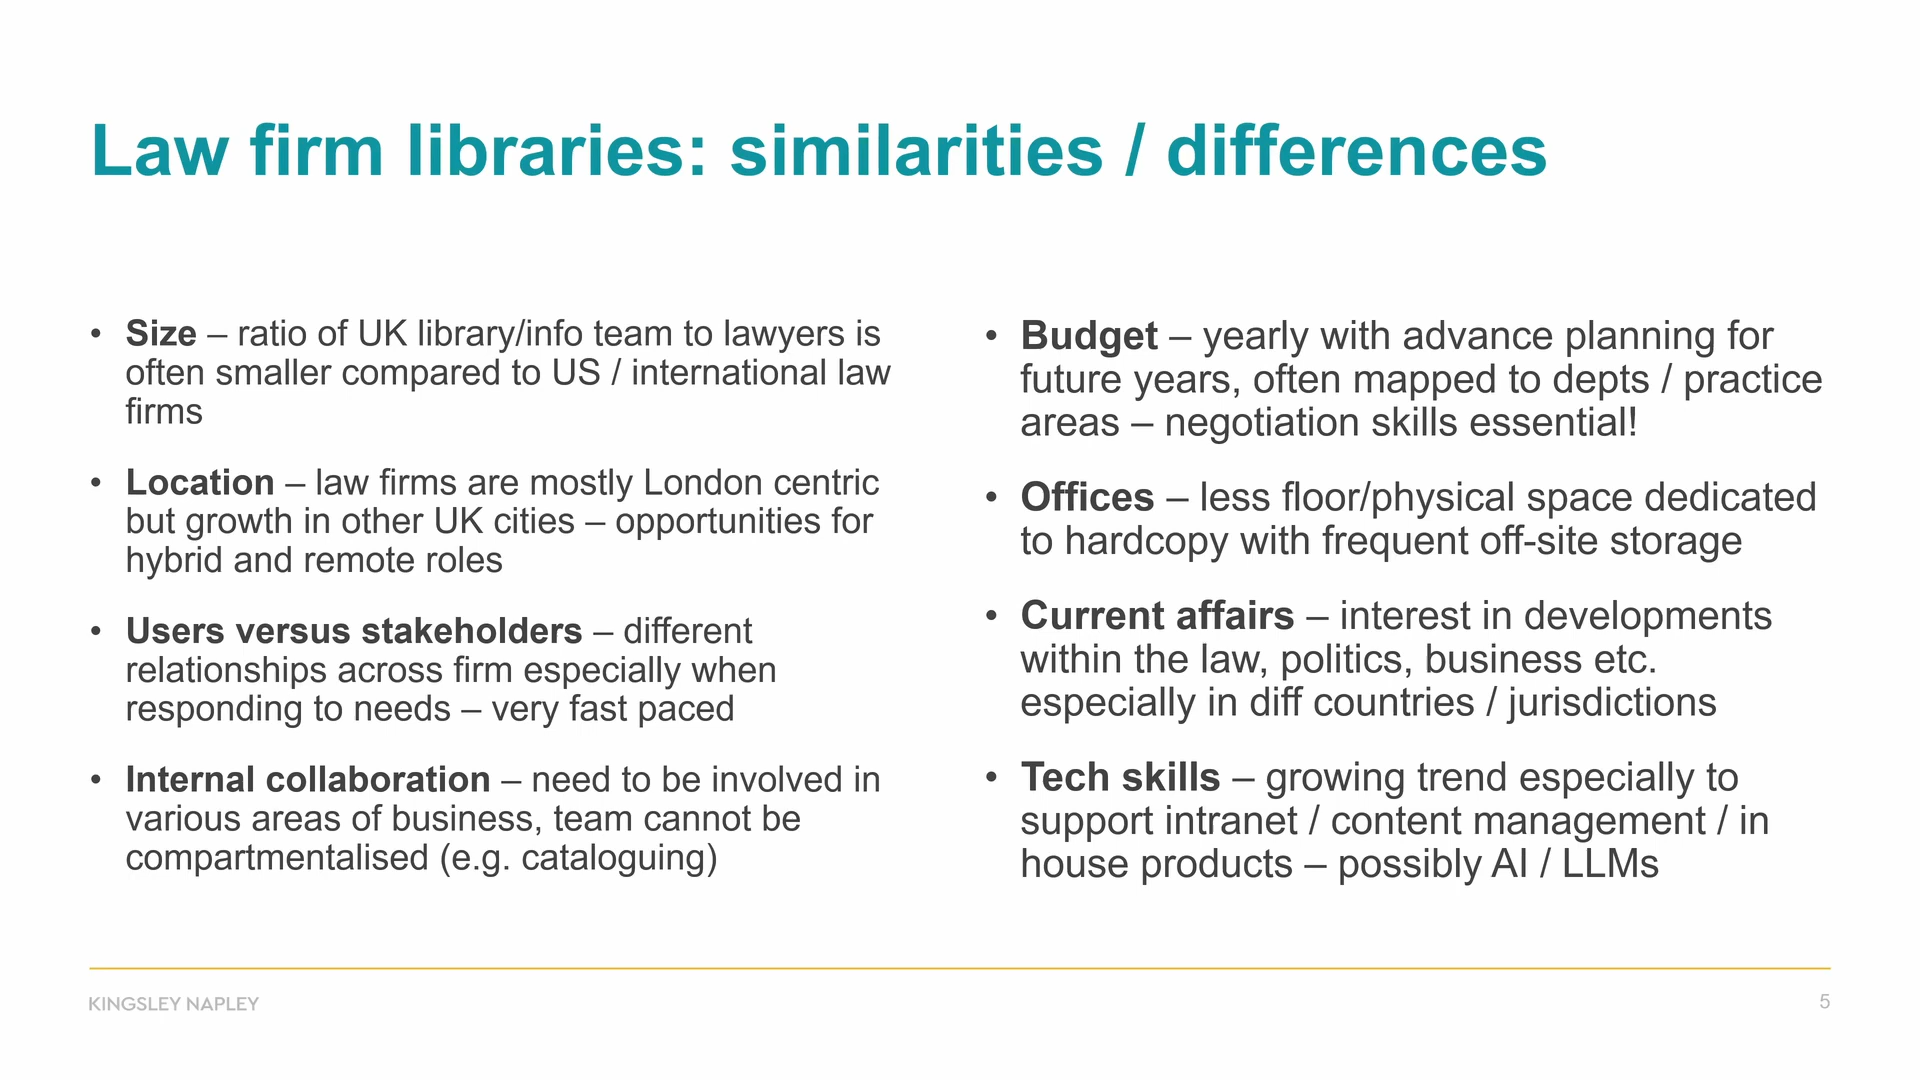 Law firm libraries: similarities / differences
• Size – ratio of UK library/info team to lawyers is
often smaller compared to US / international law
firms
• Location – law firms are mostly London centric
but growth in other UK cities – opportunities for
hybrid and remote roles
• Users versus stakeholders – different
relationships across firm especially when
responding to needs – very fast paced
• Internal collaboration – need to be involved in
various areas of business, team cannot be
compartmentalised (e.g. cataloguing)
• Budget – yearly with advance planning for
future years, often mapped to depts / practice
areas – negotiation skills essential!
• Offices – less floor/physical space dedicated
to hardcopy with frequent off-site storage
• Current affairs – interest in developments
within the law, politics, business etc.
especially in diff countries / jurisdictions
• Tech skills – growing trend especially to
support intranet / content management / in
house products – possibly AI / LLMs
KINGSLEY NAPLEY
5